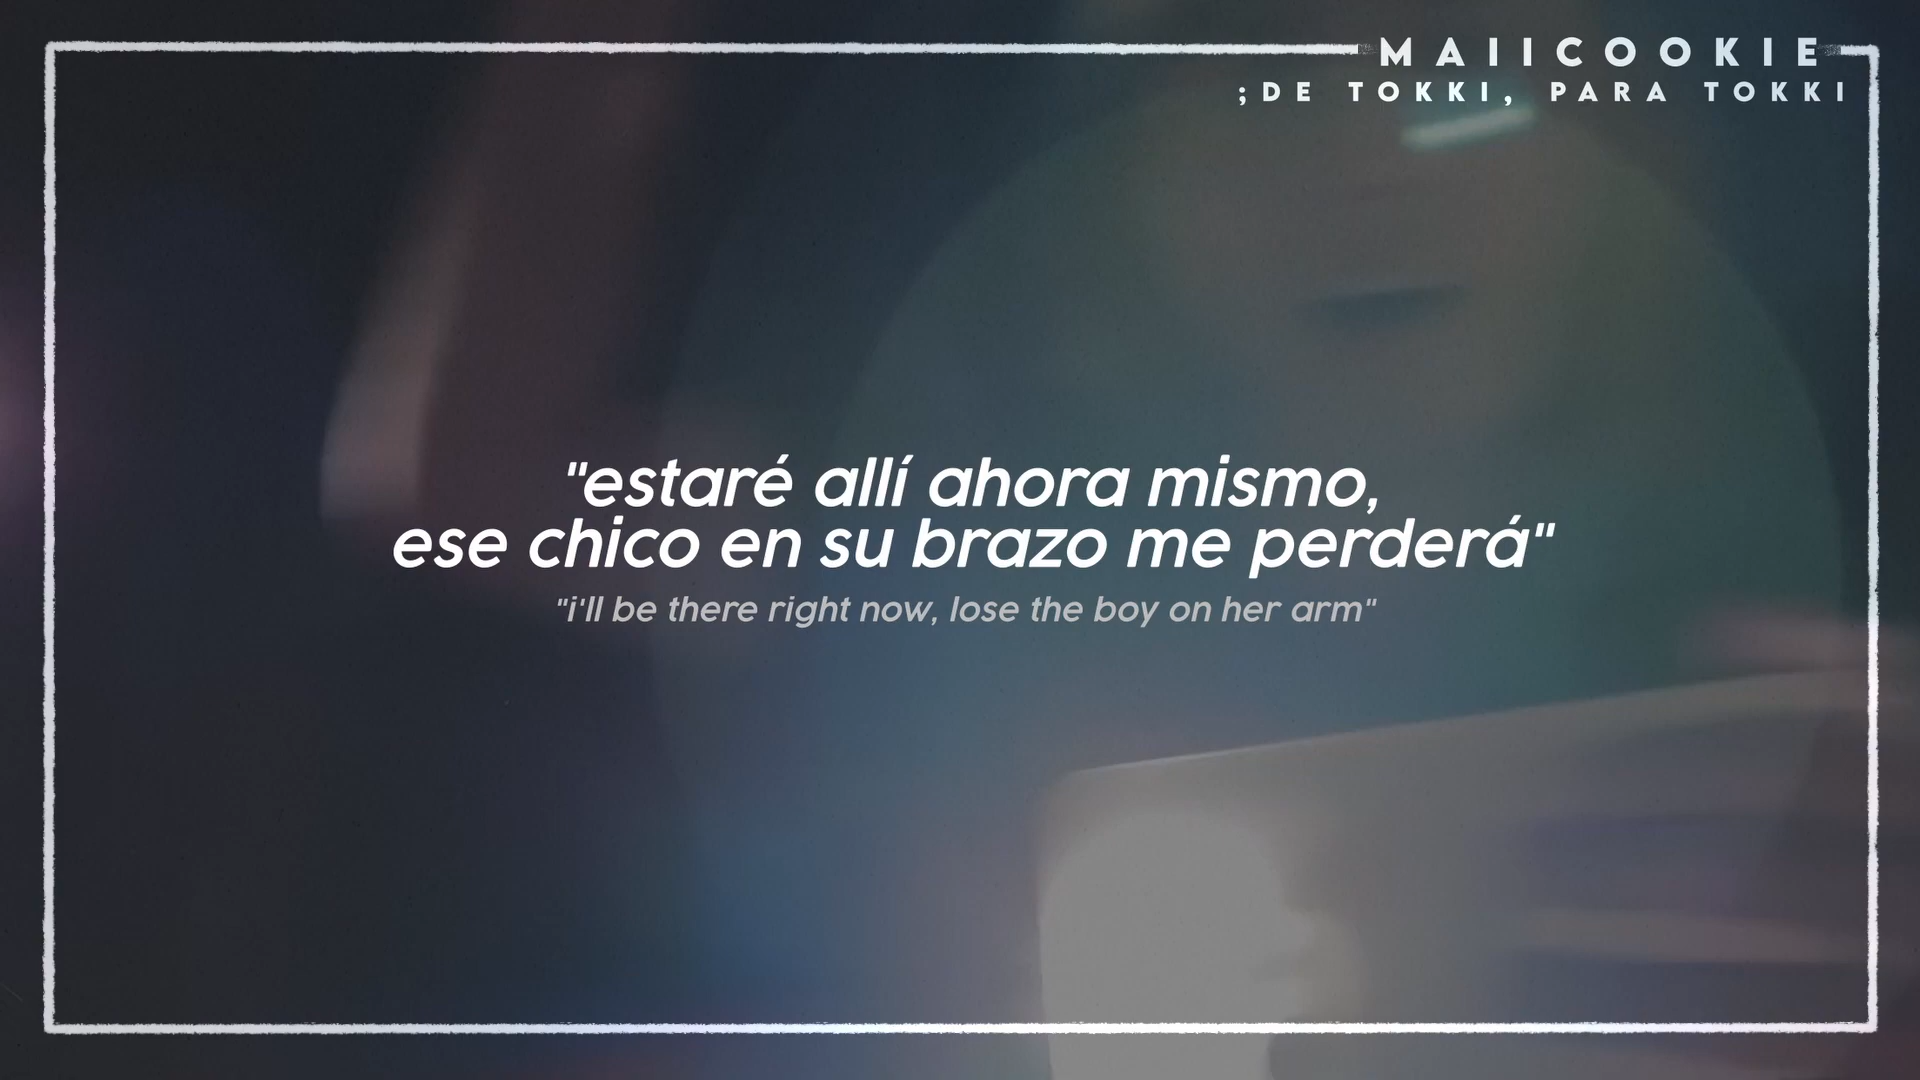 MAIICOOKIE
;DE TOKKI, PARA TOKKI
"estaré allí ahora mismo,
ese chico en su brazo me perderá"
"i'll be there right now, lose the boy on her arm"